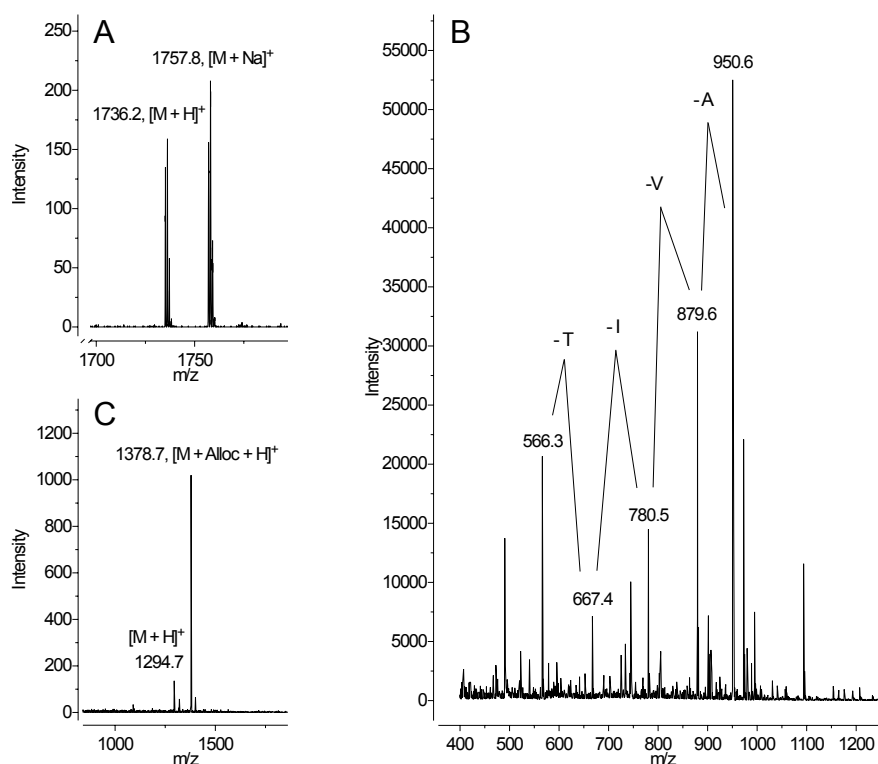 A
250
200
150
100
50
0
Intensity
1757.8, [M + Na]⁺
1736.2, [M + H]⁺
1700
1750
m/z
B
55000
50000
45000
40000
35000
30000
25000
20000
15000
10000
5000
0
Intensity
950.6
- A
- V
879.6
- I
- T
566.3
780.5
667.4
400 500 600 700 800 900 1000 1100 1200
m/z
C
1200
1000
800
600
400
200
0
Intensity
1378.7, [M + Alloc + H]⁺
[M + H]⁺
1294.7
1000
1500
m/z